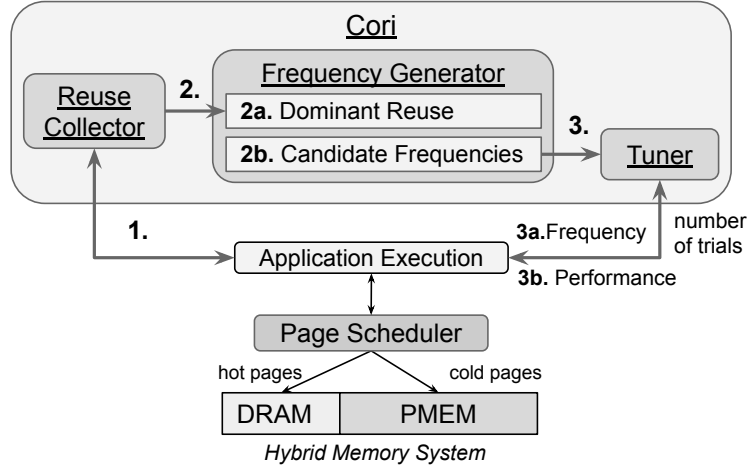 Cori
Reuse
Collector
2.
Frequency Generator
2a. Dominant Reuse
2b. Candidate Frequencies
3.
Tuner
1.
3a.Frequency
number
of trials
Application Execution
3b. Performance
Page Scheduler
hot pages
cold pages
DRAM
PMEM
Hybrid Memory System